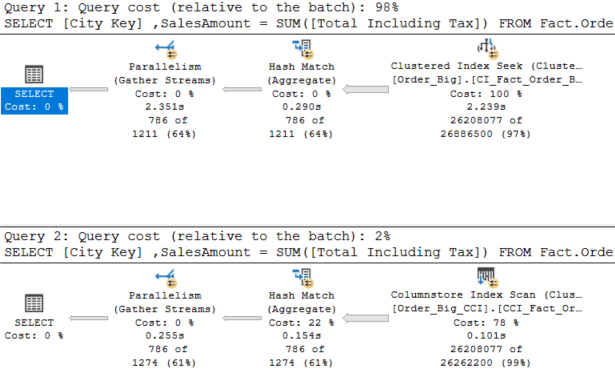 Query 1: Query cost (relative to the batch): 98%
SELECT [City Key] ,SalesAmount = SUM([Total Including Tax]) FROM Fact.Orde
SELECT
Cost: 0 %
Parallelism
(Gather Streams)
Cost: 0 %
2.351s
786 of
1211 (64%)
Hash Match
(Aggregate)
Cost: 0 %
0.290s
786 of
1211 (64%)
Clustered Index Seek (Cluste…
[Order_Big].[CI_Fact_Order_B…
Cost: 100 %
2.239s
26208077 of
26886500 (97%)
Query 2: Query cost (relative to the batch): 2%
SELECT [City Key] ,SalesAmount = SUM([Total Including Tax]) FROM Fact.Orde
SELECT
Cost: 0 %
Parallelism
(Gather Streams)
Cost: 0 %
0.255s
786 of
1274 (61%)
Hash Match
(Aggregate)
Cost: 22 %
0.154s
786 of
1274 (61%)
Columnstore Index Scan (Clus…
[Order_Big_CCI].[CCI_Fact_Or…
Cost: 78 %
0.101s
26208077 of
26262200 (99%)